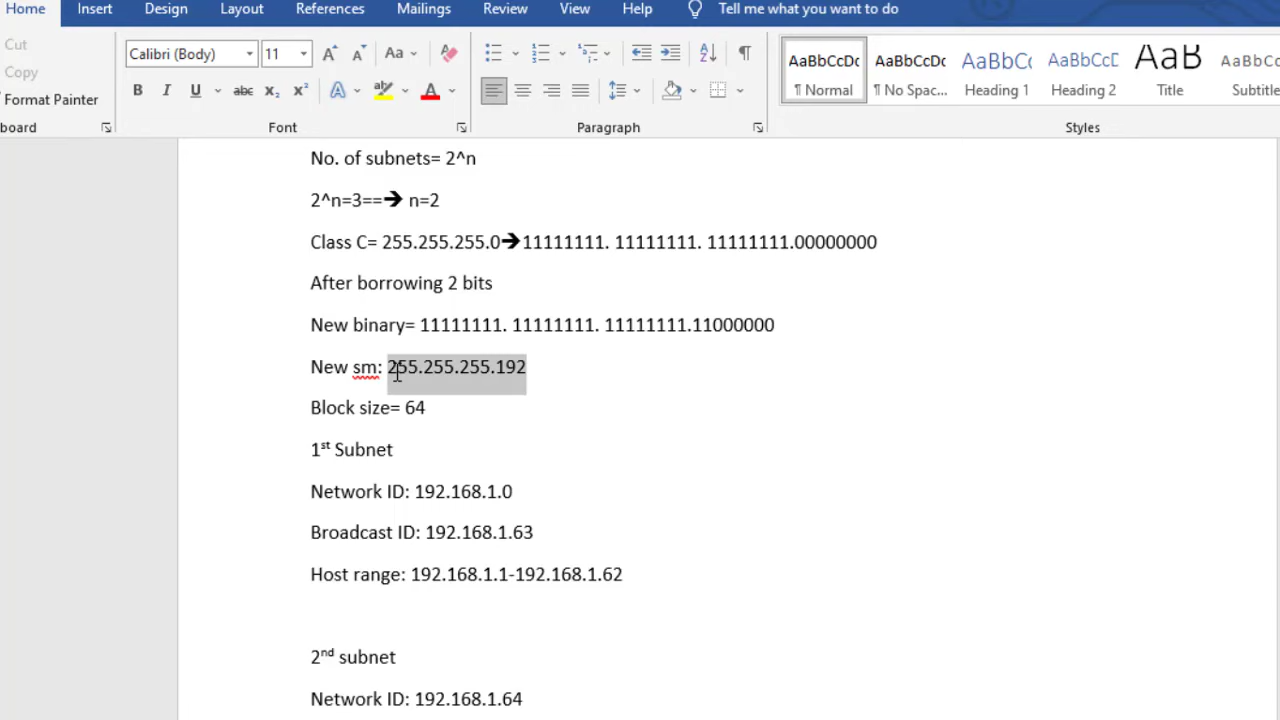 Home Insert Design Layout References Mailings Review View Help Tell me what you want to do
Cut
Copy
Format Painter
board
Calibri (Body) 11
Font
Paragraph
AaBbCcDc AaBbCcDc AaBbCc AaBbCcD AaB AaBbCc
¶ Normal ¶ No Spac... Heading 1 Heading 2 Title Subtitle
Styles
No. of subnets= 2^n
2^n=3==➔ n=2
Class C= 255.255.255.0➔11111111. 11111111. 11111111.00000000
After borrowing 2 bits
New binary= 11111111. 11111111. 11111111.11000000
New sm: 255.255.255.192
Block size= 64
1st Subnet
Network ID: 192.168.1.0
Broadcast ID: 192.168.1.63
Host range: 192.168.1.1-192.168.1.62
2nd subnet
Network ID: 192.168.1.64